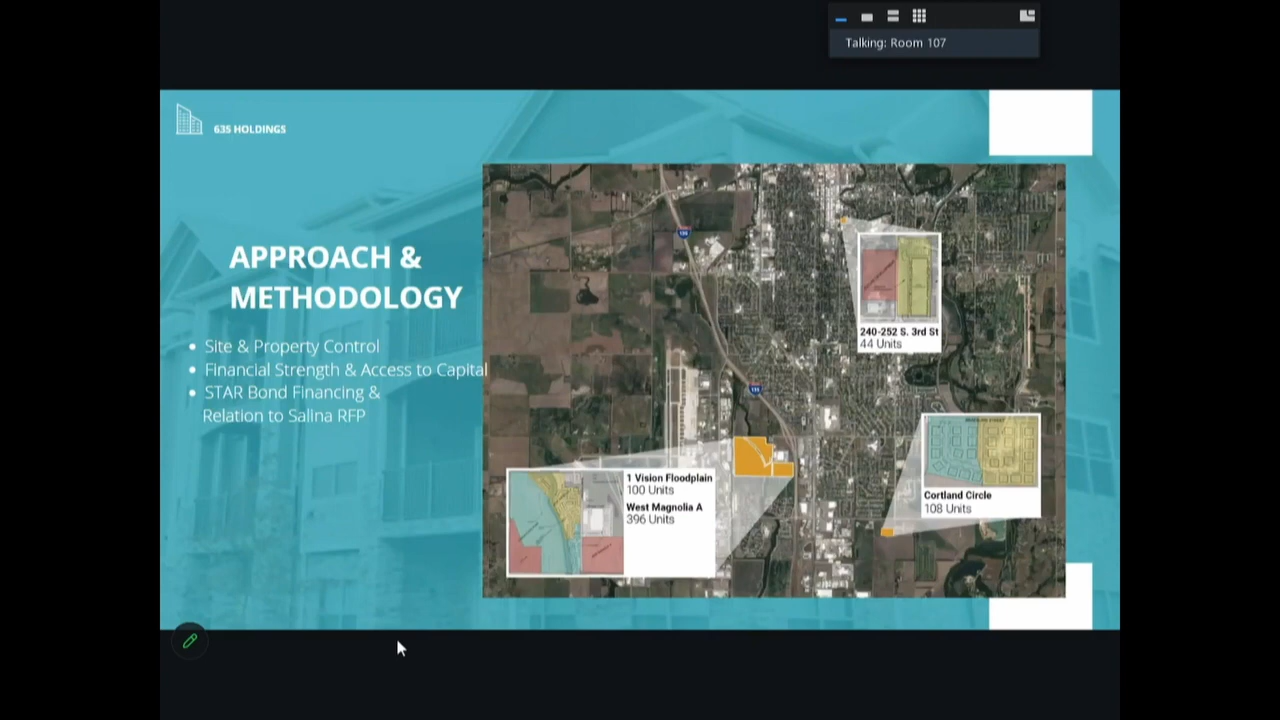 Talking: Room 107
635 HOLDINGS
APPROACH &
METHODOLOGY
Site & Property Control
Financial Strength & Access to Capital
STAR Bond Financing &
Relation to Salina RFP
240-252 S. 3rd St
44 Units
Cortland Circle
108 Units
1 Vision Floodplain
100 Units
West Magnolia A
396 Units
135
135